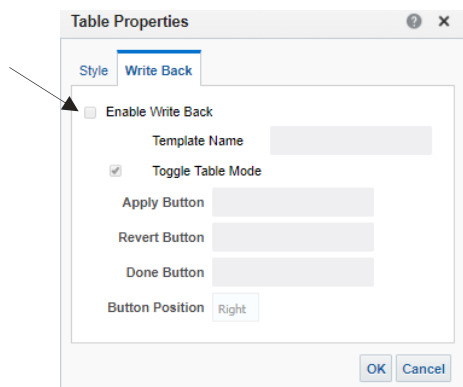 Table Properties
Style Write Back
Enable Write Back
Template Name
Toggle Table Mode
Apply Button
Revert Button
Done Button
Button Position Right
OK Cancel